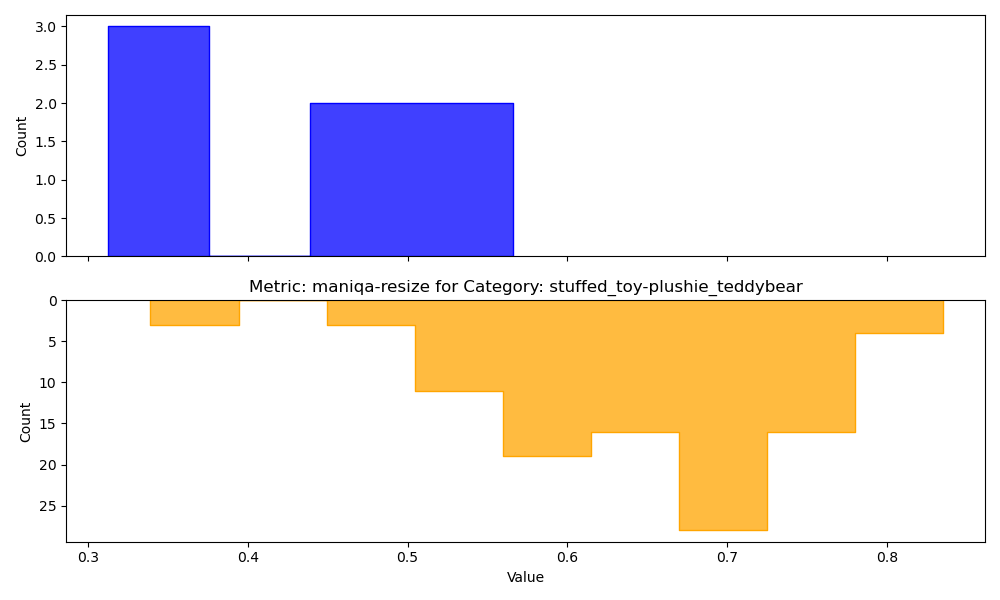 3.0
2.5
2.0
1.5
1.0
0.5
0.0
Count
Metric: maniqa-resize for Category: stuffed_toy-plushie_teddybear
0
5
10
15
20
25
Count
0.3 0.4 0.5 0.6 0.7 0.8
Value